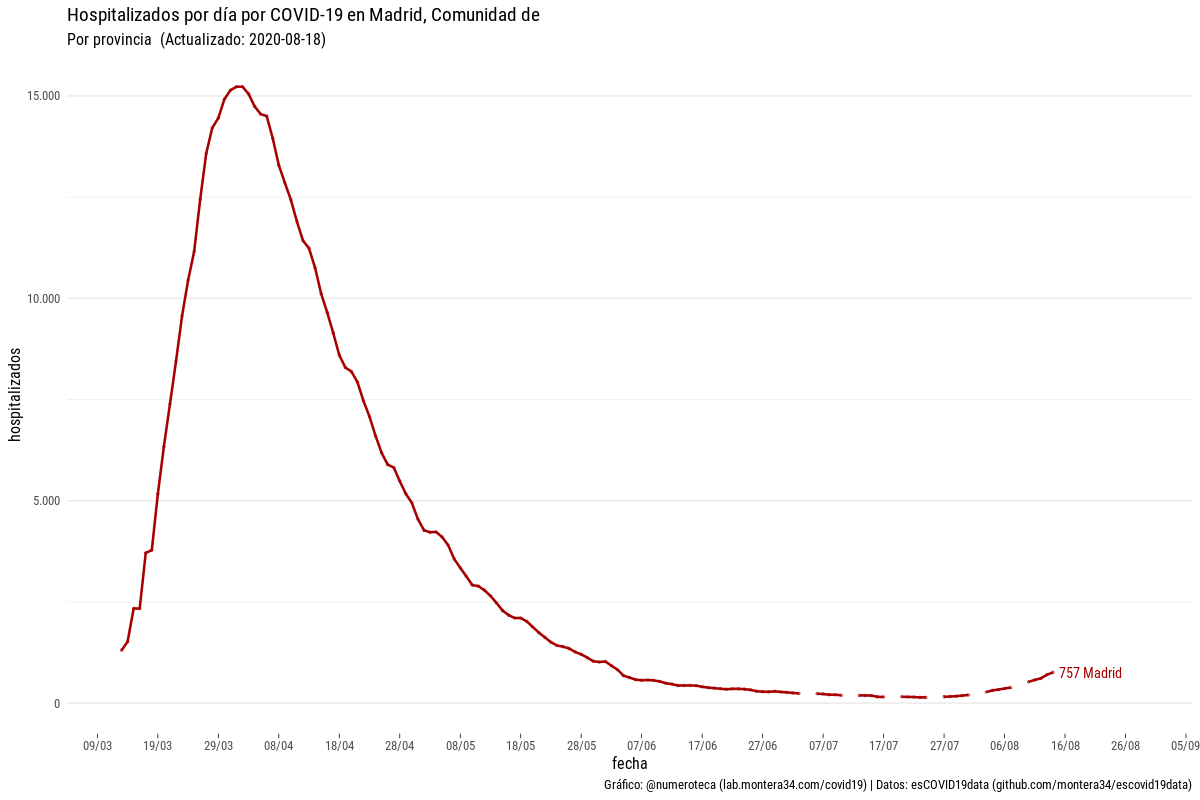 Hospitalizados por día por COVID-19 en Madrid, Comunidad de
Por provincia (Actualizado: 2020-08-18)
hospitalizados
15.000
10.000
5.000
0
757 Madrid
09/03 19/03 29/03 08/04 18/04 28/04 08/05 18/05 28/05 07/06 17/06 27/06 07/07 17/07 27/07 06/08 16/08 26/08 05/09
fecha
Gráfico: @numeroteca (lab.montera34.com/covid19) | Datos: esCOVID19data (github.com/montera34/escovid19data)